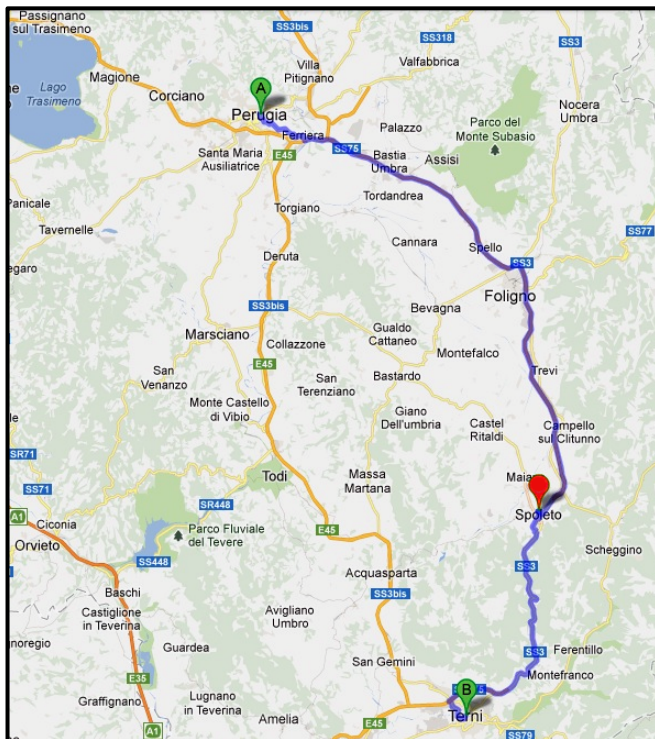 Passignano
sul Trasimeno
SS3bis
SS318
SS3
Villa
Pitignano
Valfabbrica
Magione
Lago
Trasimeno
Corciano
A
Perugia
Nocera
Umbra
Palazzo
Parco del
Monte Subasio
Ferriera
SS75
Santa Maria
Ausiliatrice
E45
Bastia
Umbra
Assisi
Panicale
Tordandrea
Torgiano
Tavernelle
Cannara
Spello
SS77
Deruta
SS3
egaro
Foligno
SS3bis
Bevagna
Marsciano
Gualdo
Cattaneo
Collazzone
Montefalco
E45
San
Venanzo
San
Terenziano
Bastardo
Trevi
Monte Castello
di Vibio
Giano
Dell'umbria
Castel
Ritaldi
Campello
sul Clitunno
SR71
Todi
Massa
Martana
SS71
SR448
A1
Ciconia
Spoleto
Parco Fluviale
del Tevere
E45
Orvieto
Scheggino
SS448
SS3
Acquasparta
Baschi
SS3bis
Castiglione
in Teverina
Avigliano
Umbro
noregio
Guardea
SS3
Ferentillo
San Gemini
E35
Montefranco
B
Graffignano
Lugnano
in Teverina
Terni
Amelia
E45
A1
SS79